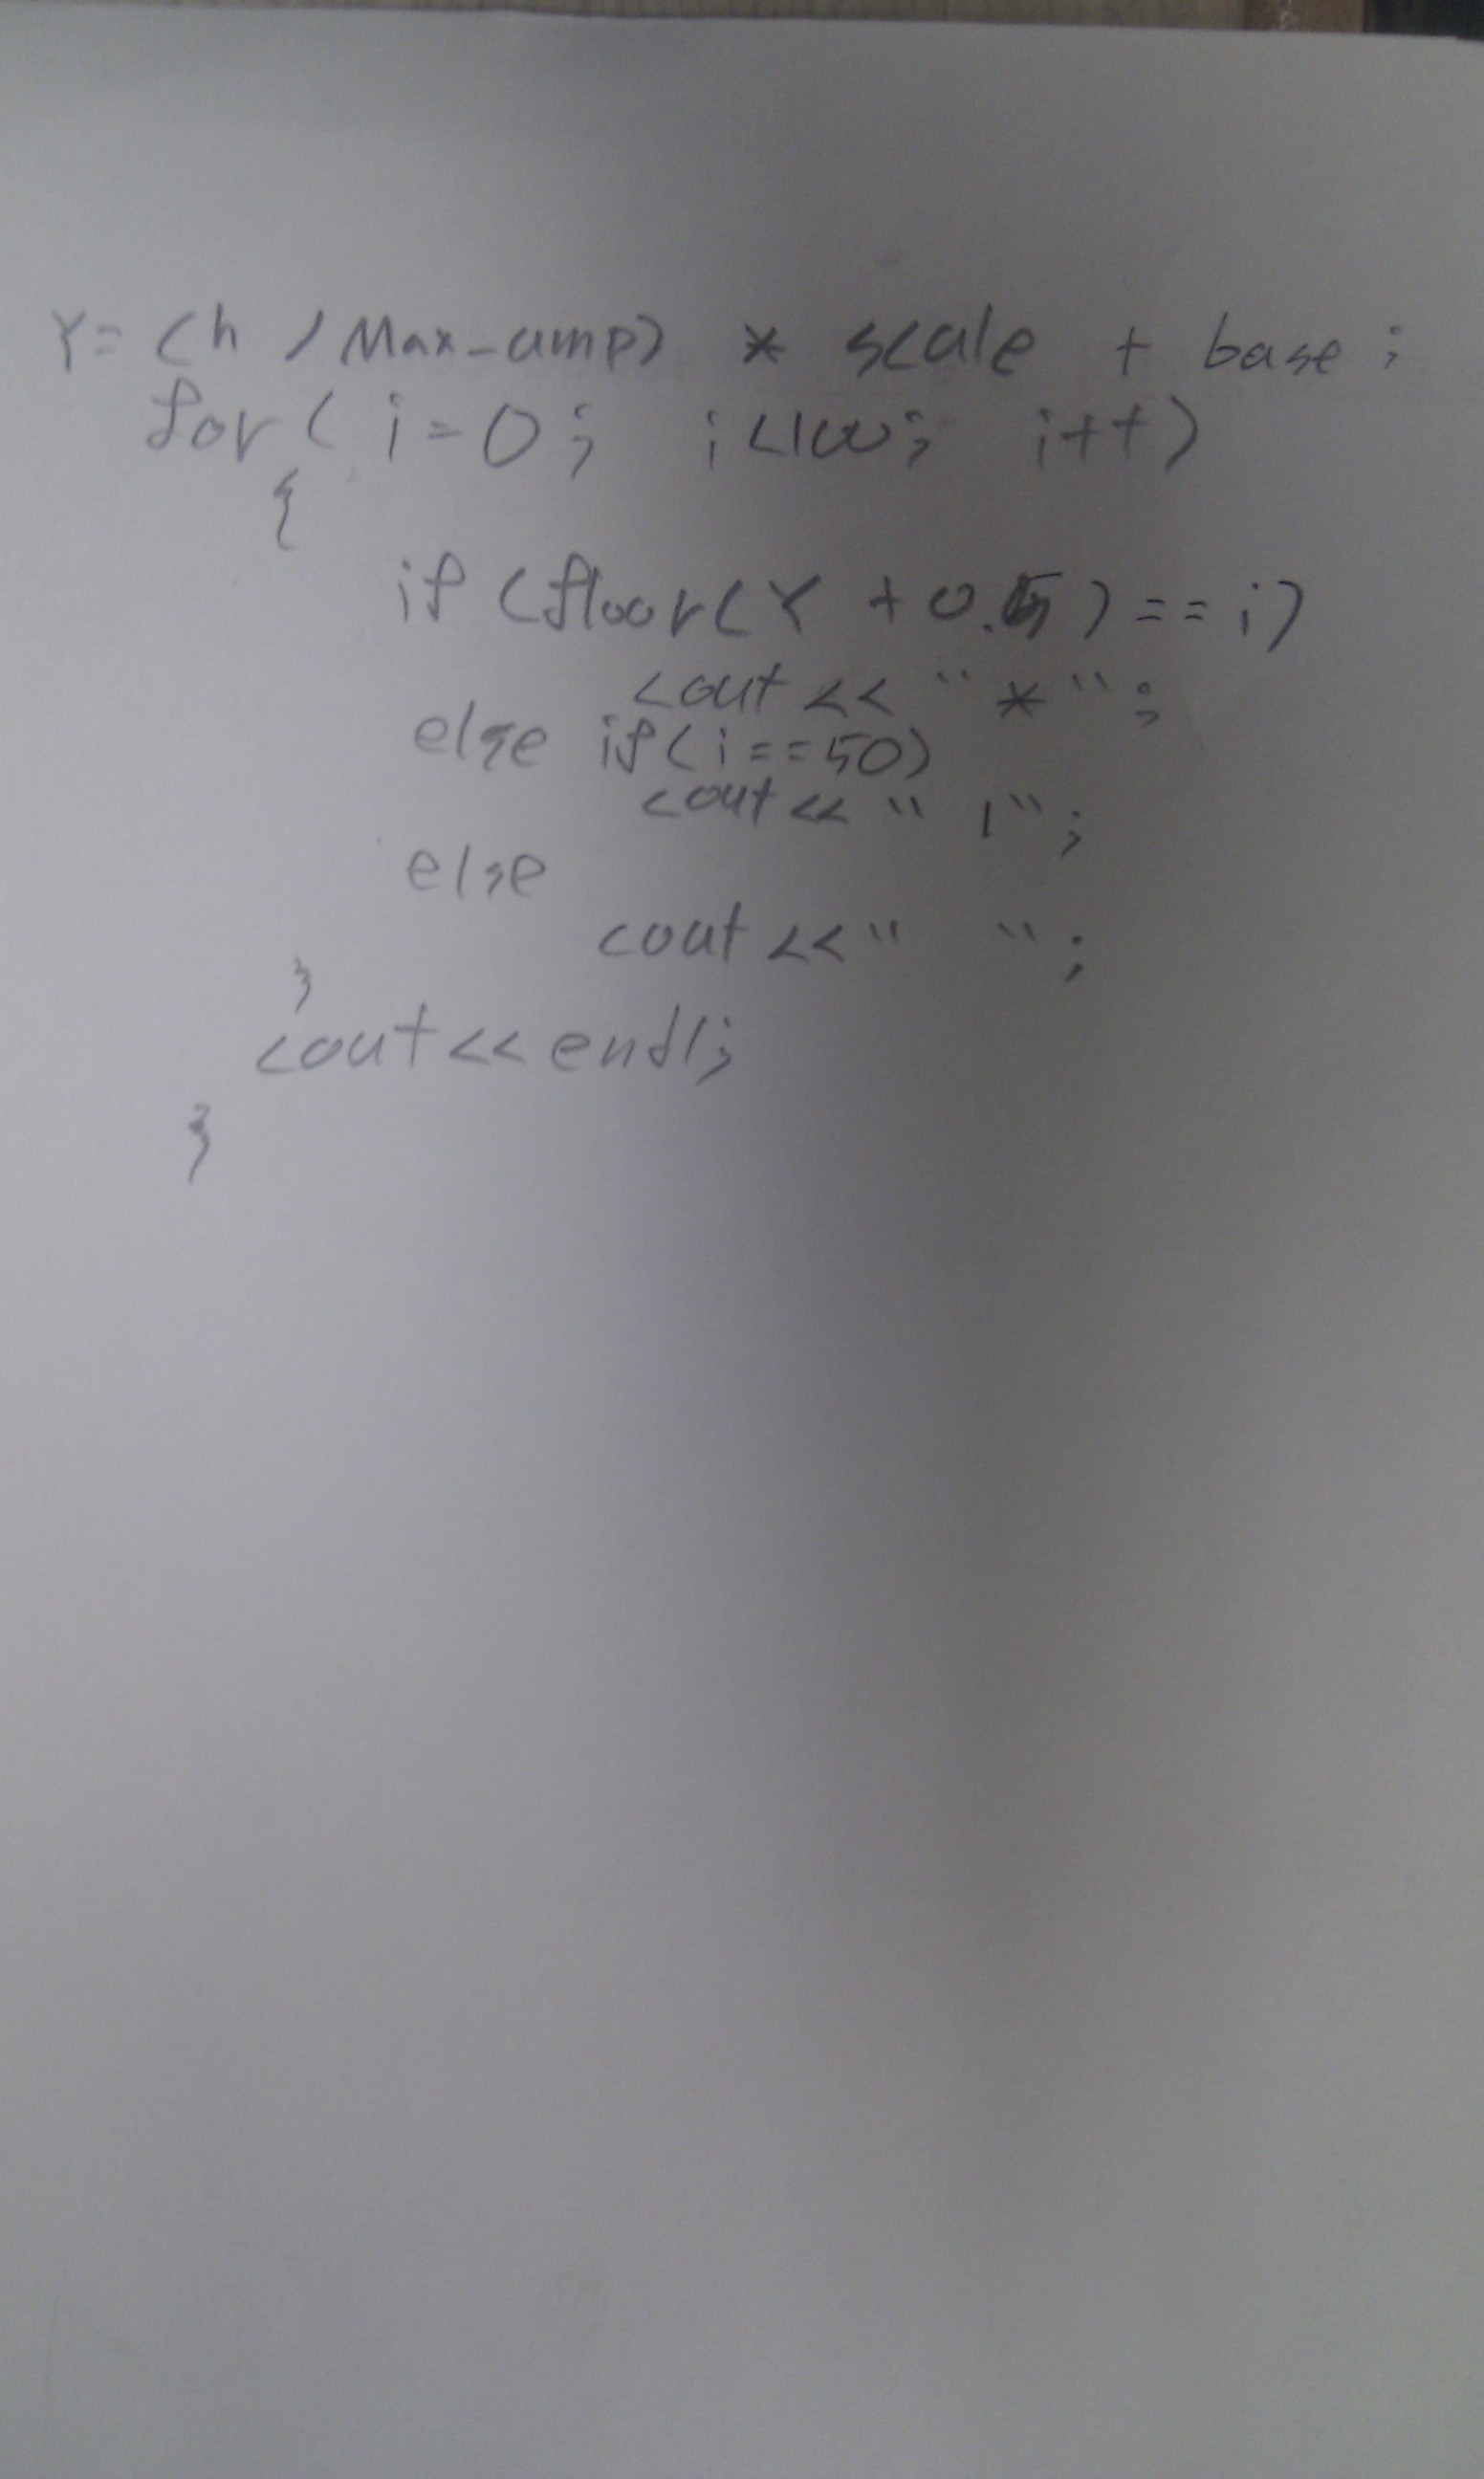 Y = (h / Max_amp) * scale + base ;
for ( i = 0 ; i < 100 ; i++ )
{
if (floor(Y + 0.5) == i)
cout << "*" ;
else if (i == 50)
cout << " |" ;
else
cout << " " ;
}
cout << endl;
}